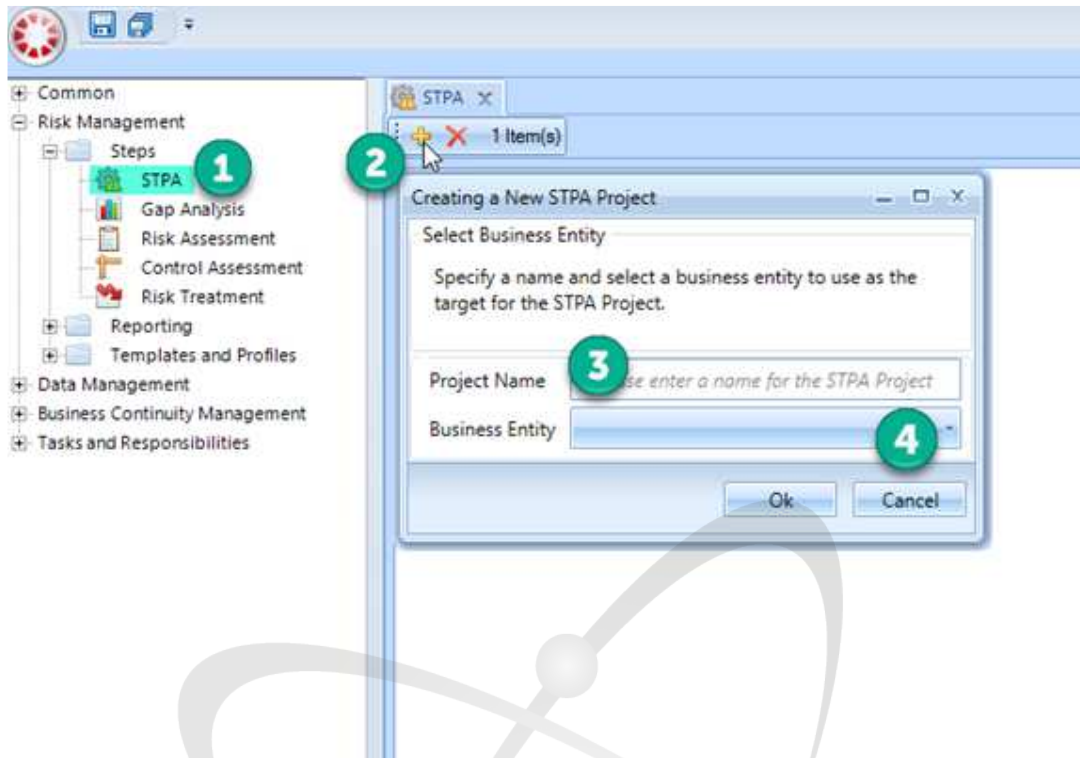 Common
Risk Management
Steps
1
STPA
Gap Analysis
Risk Assessment
Control Assessment
Risk Treatment
Reporting
Templates and Profiles
Data Management
Business Continuity Management
Tasks and Responsibilities
STPA
2
1 Item(s)
Creating a New STPA Project
Select Business Entity
Specify a name and select a business entity to use as the
target for the STPA Project.
Project Name
3
enter a name for the STPA Project
Business Entity
4
Ok Cancel